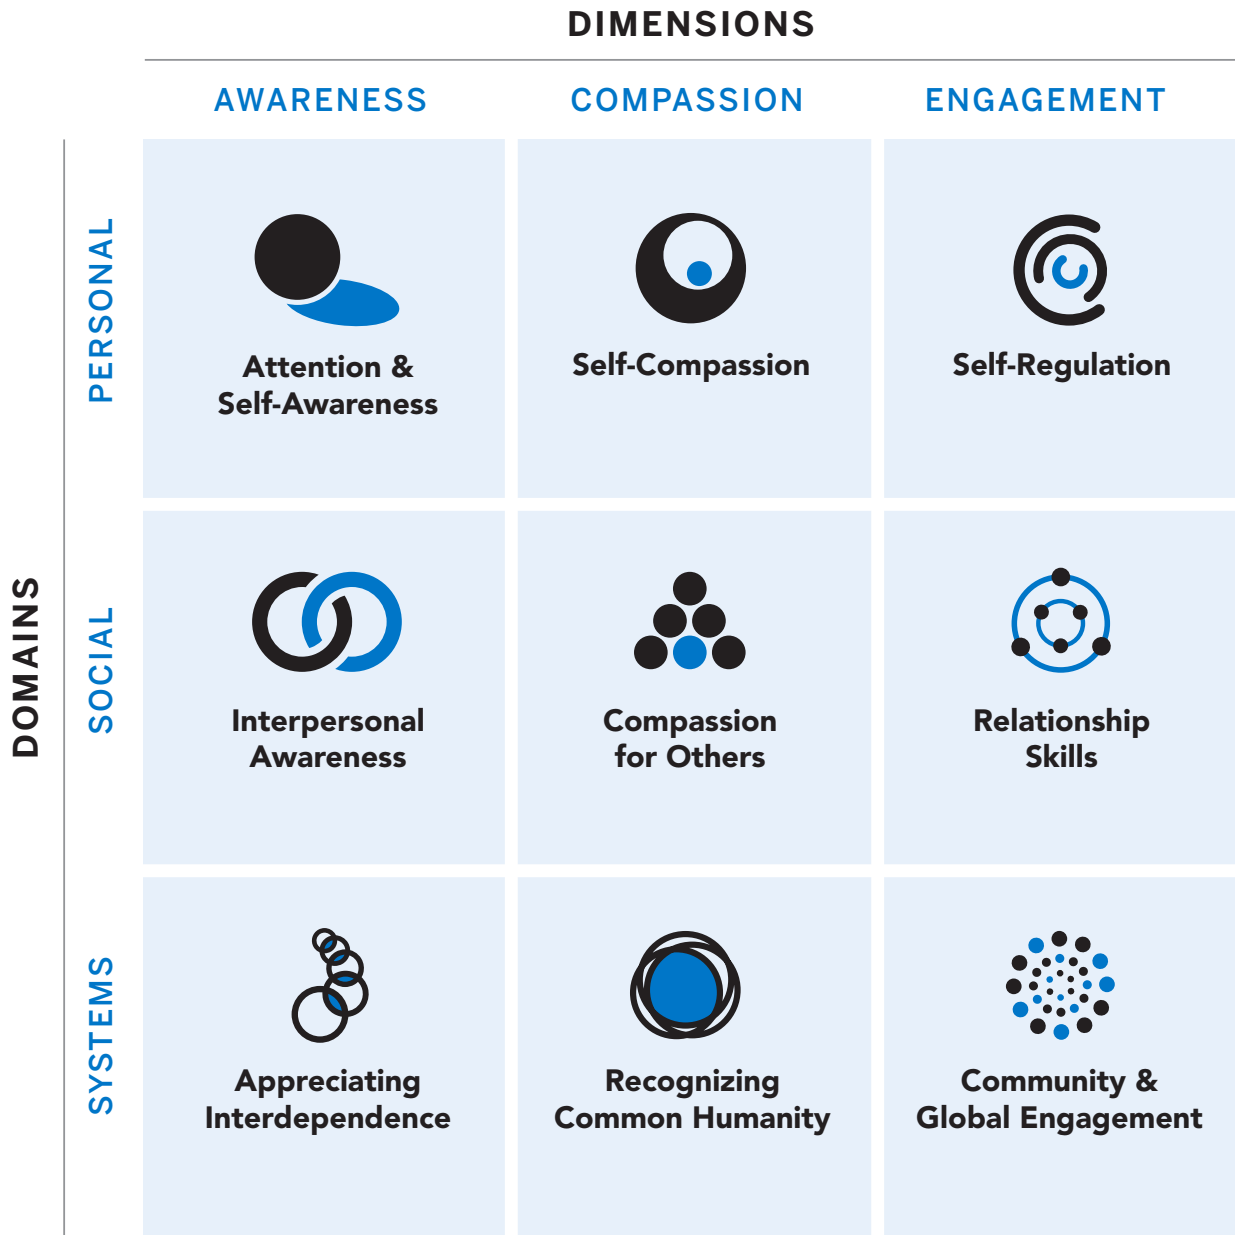 DIMENSIONS
AWARENESS
COMPASSION
ENGAGEMENT
DOMAINS
PERSONAL
Attention &
Self-Awareness
Self-Compassion
Self-Regulation
SOCIAL
Interpersonal
Awareness
Compassion
for Others
Relationship
Skills
SYSTEMS
Appreciating
Interdependence
Recognizing
Common Humanity
Community &
Global Engagement